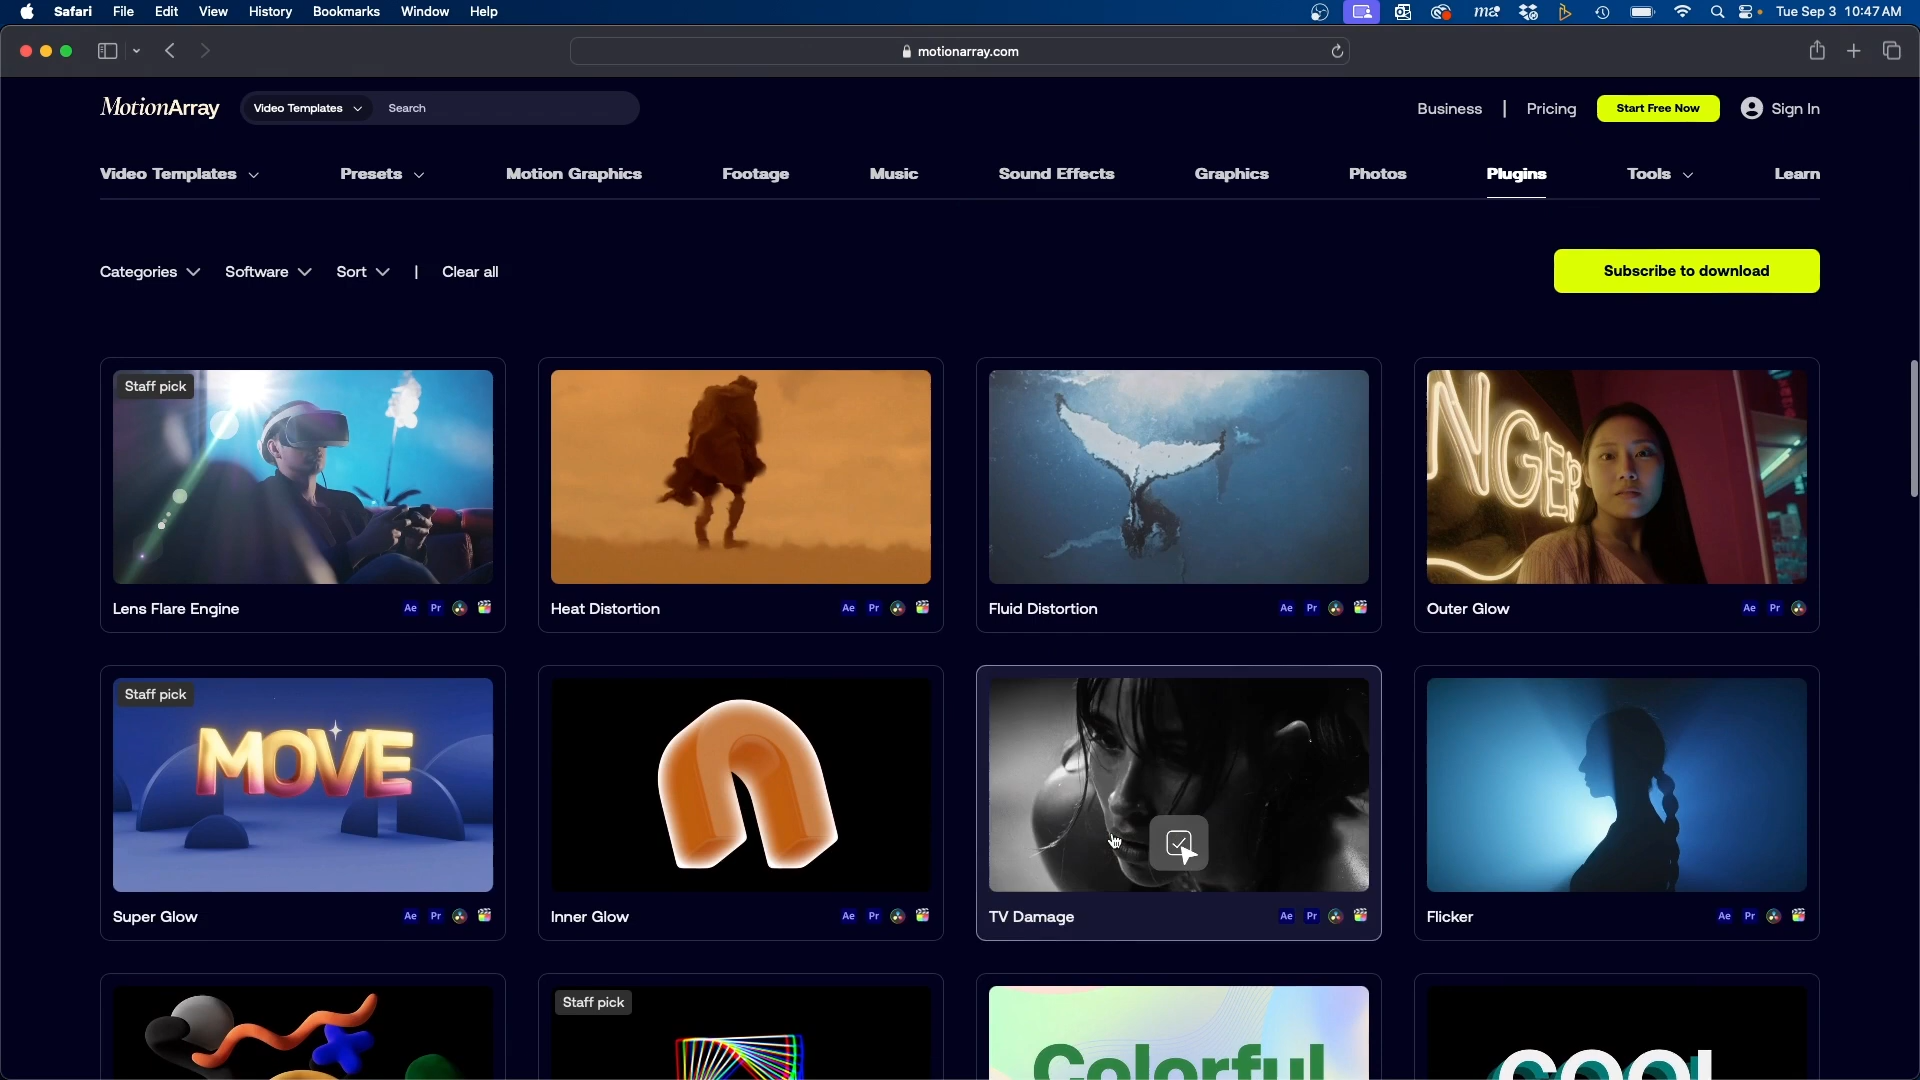 Safari File Edit View History Bookmarks Window Help
Tue Sep 3 10:47 AM
motionarray.com
MotionArray
Video Templates
Search
Business | Pricing
Start Free Now
Sign In
Video Templates Presets Motion Graphics Footage Music Sound Effects Graphics Photos Plugins Tools Learn
Categories Software Sort | Clear all
Subscribe to download
Staff pick
NGER
Lens Flare Engine Ae Pr
Heat Distortion Ae Pr
Fluid Distortion Ae Pr
Outer Glow Ae Pr
Staff pick
MOVE
Super Glow Ae Pr
Inner Glow Ae Pr
TV Damage Ae Pr
Flicker Ae Pr
Staff pick
Colorful
COOL